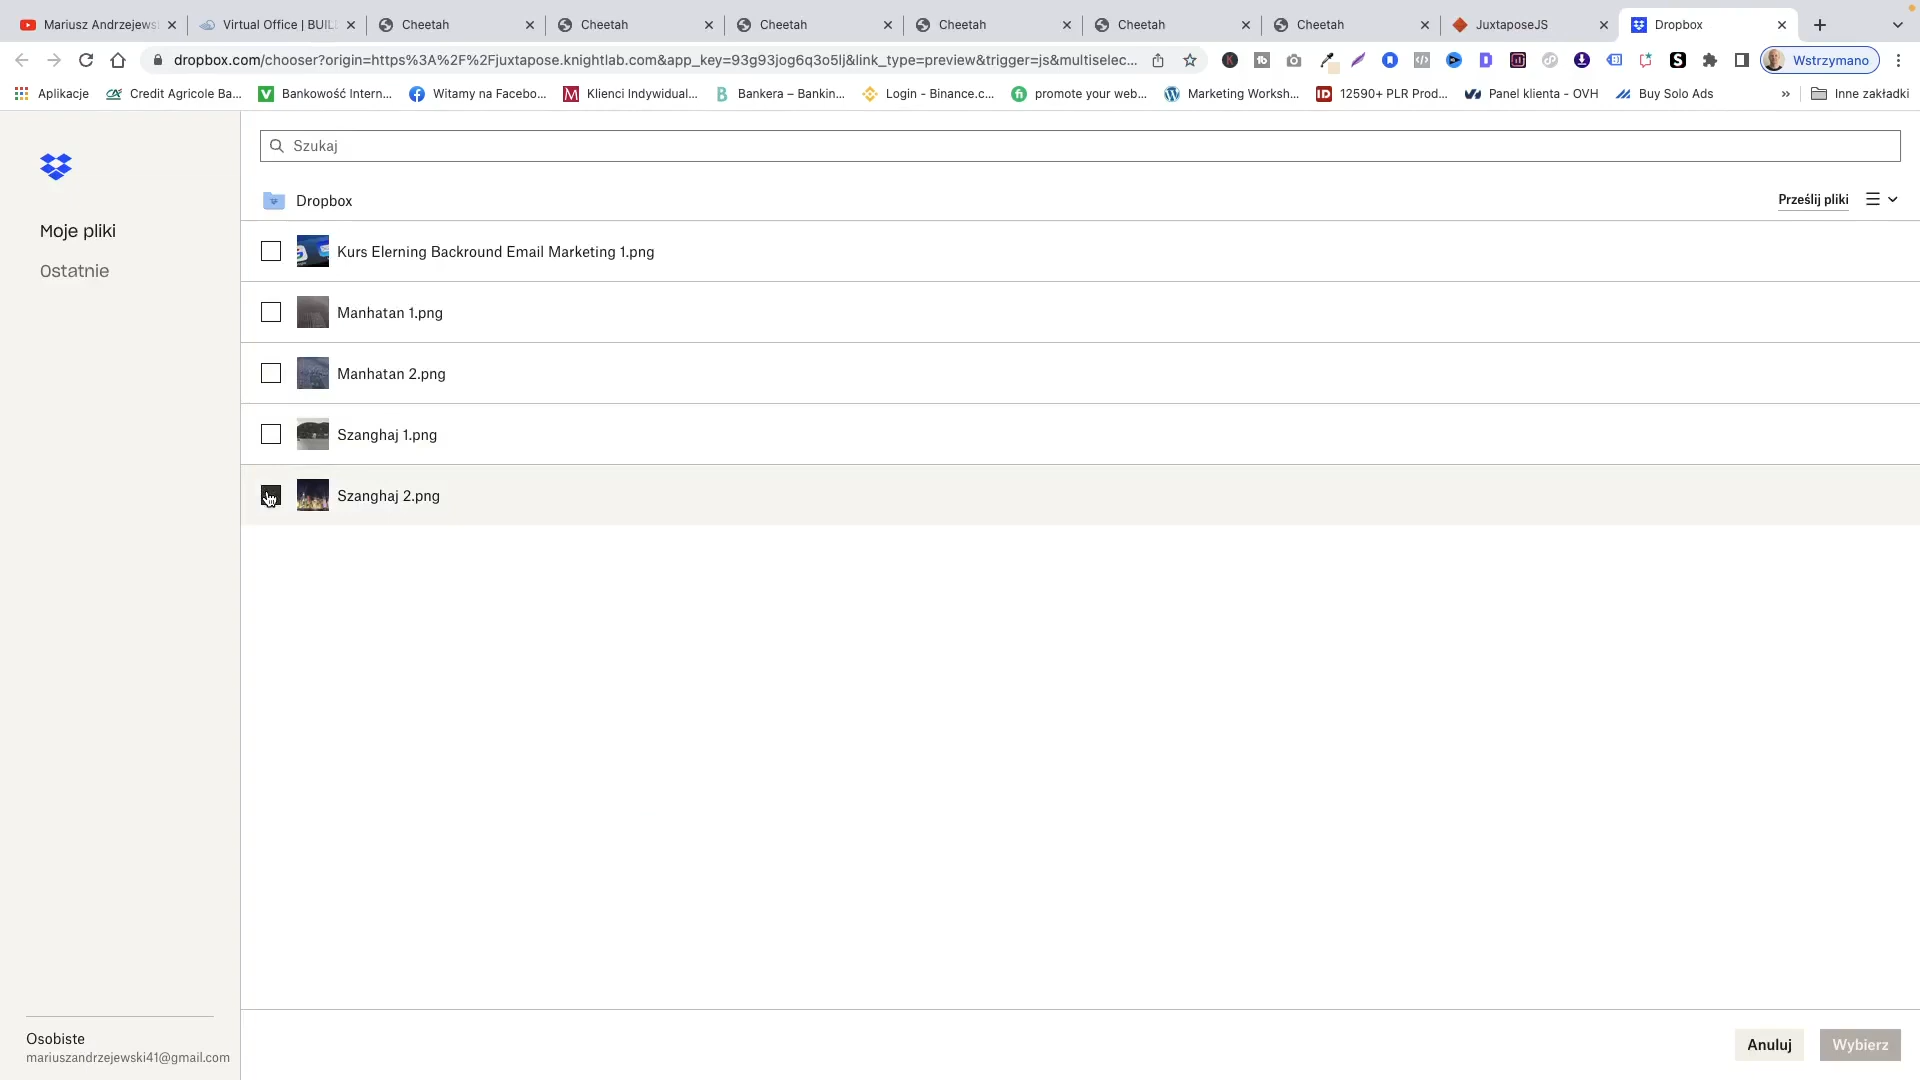 Mariusz Andrzejews
Virtual Office | BUIL
Cheetah
Cheetah
Cheetah
Cheetah
Cheetah
Cheetah
JuxtaposeJS
Dropbox
dropbox.com/chooser?origin=https%3A%2F%2Fjuxtapose.knightlab.com&app_key=93g93jog6q3o5lj&link_type=preview&trigger=js&multiselec...
Wstrzymano
Aplikacje
Credit Agricole Ba...
Bankowość Intern...
Witamy na Facebo...
Klienci Indywidual...
Bankera – Bankin...
Login - Binance.c...
promote your web...
Marketing Worksh...
12590+ PLR Prod...
Panel klienta - OVH
Buy Solo Ads
»
Inne zakładki
Szukaj
Moje pliki
Ostatnie
Dropbox
Prześlij pliki
Kurs Elerning Backround Email Marketing 1.png
Manhatan 1.png
Manhatan 2.png
Szanghaj 1.png
Szanghaj 2.png
Osobiste
mariuszandrzejewski41@gmail.com
Anuluj
Wybierz